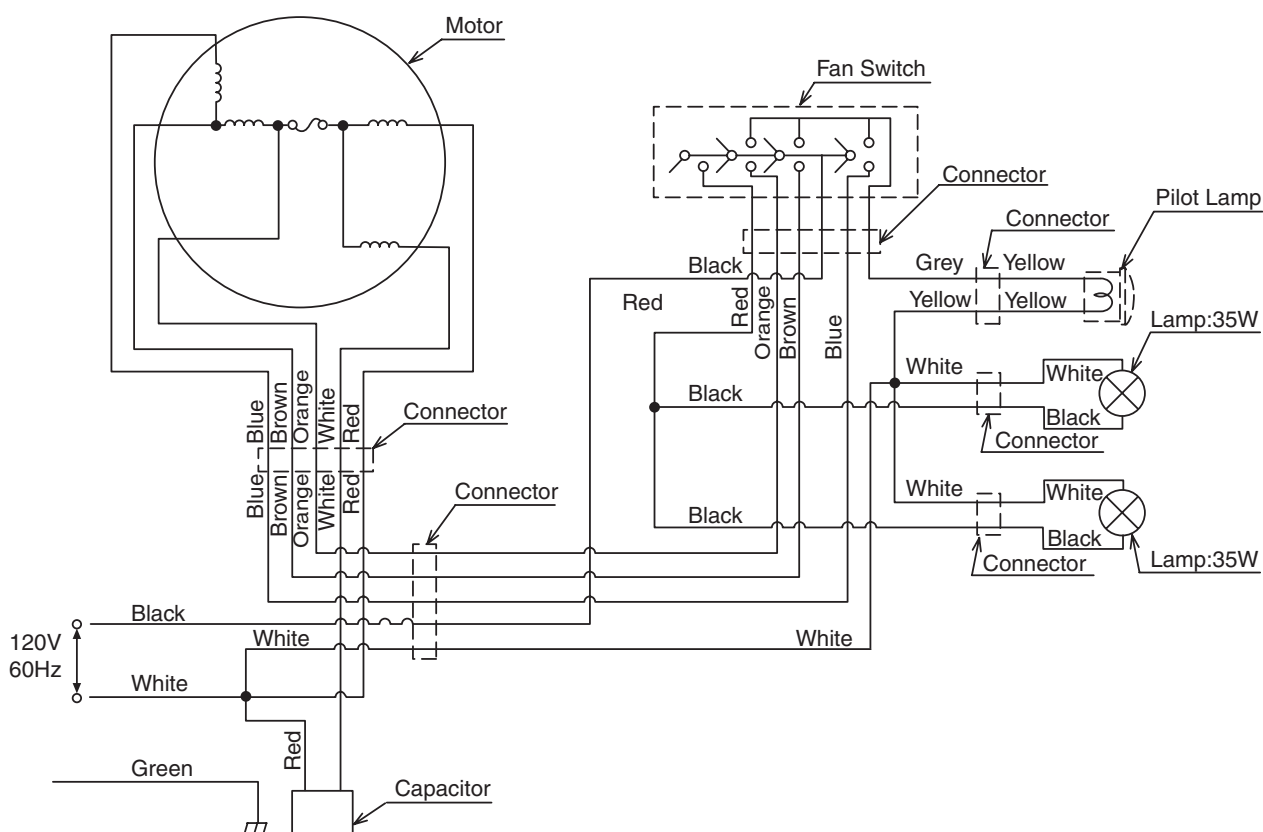 Motor
Fan Switch
Connector
Pilot Lamp
Connector
Black
Grey
Yellow
Red
Red
Orange
Brown
Blue
Yellow
Yellow
Lamp:35W
White
White
Black
Black
Connector
Blue
Brown
Orange
White
Red
Connector
Blue
Brown
Orange
White
Red
Connector
White
White
Black
Black
Connector
Lamp:35W
Black
120V
60Hz
White
White
White
Red
Green
Capacitor